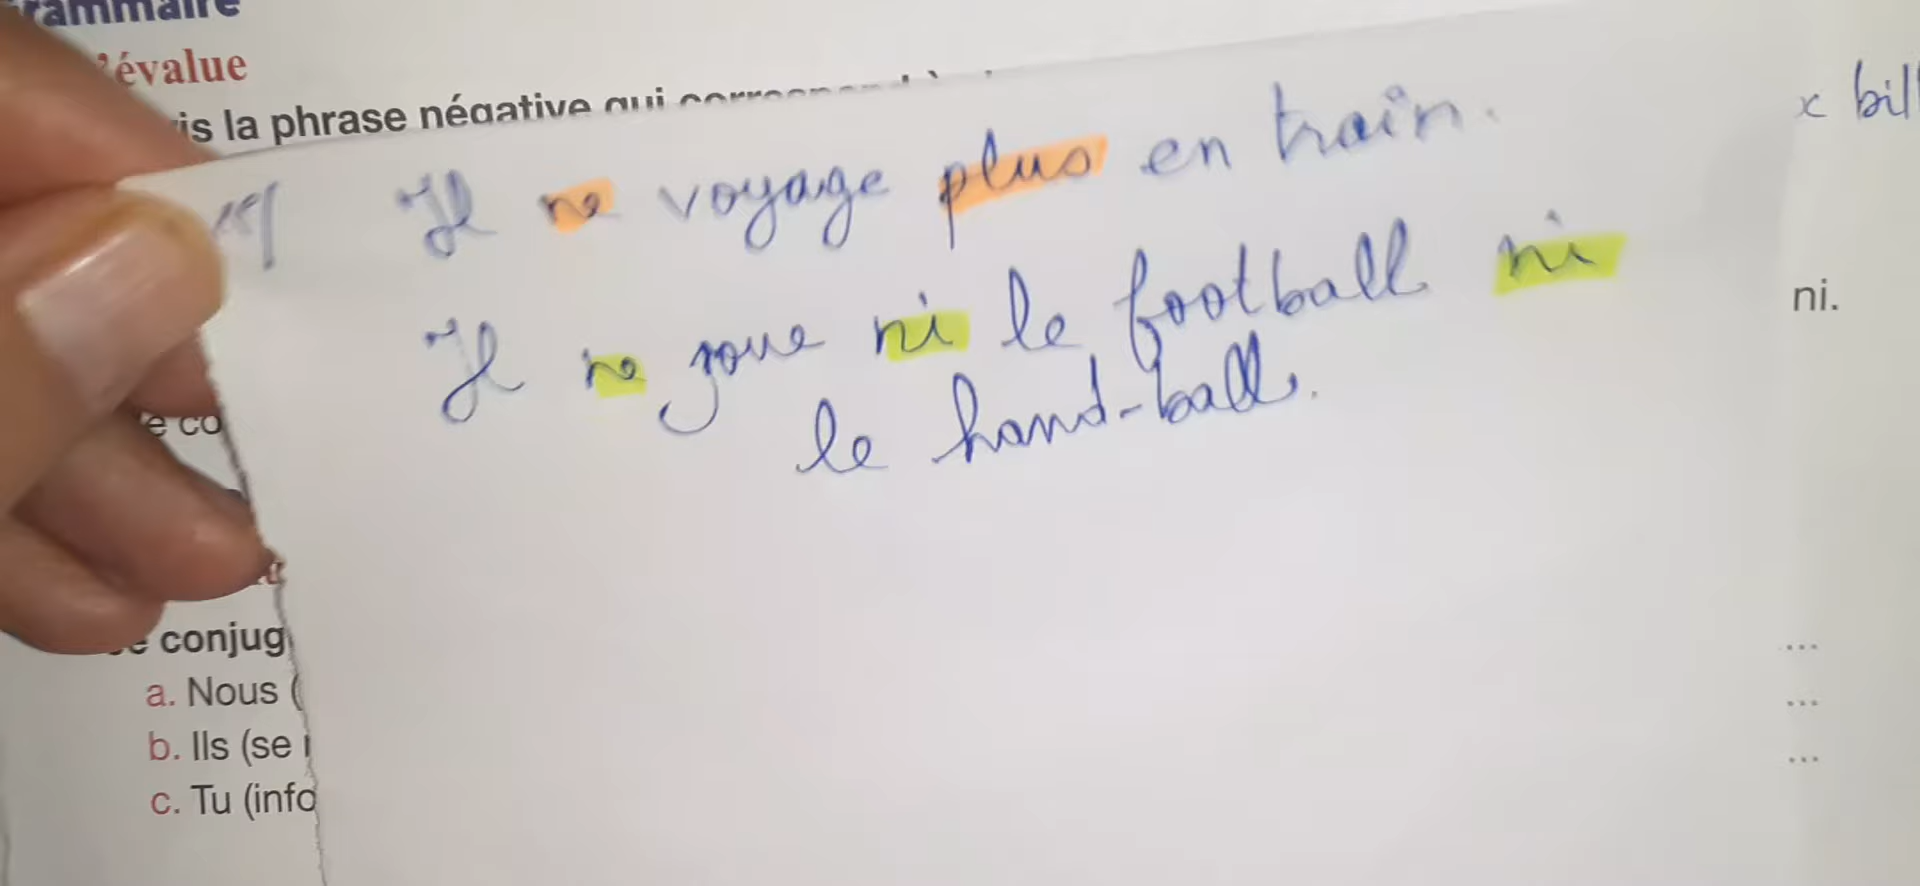 rammaire
'évalue
is la phrase négative qui
Il ne voyage plus en train.
x
Il ne joue ni le football ni
ni.
le hand-ball.
e co
conjug
a. Nous (
...
b. Ils (se
...
c. Tu (info
...